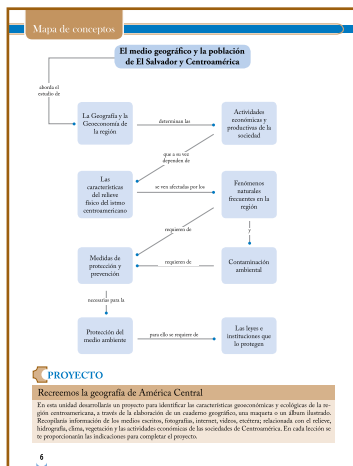 Mapa de conceptos
El medio geográfico y la población
de El Salvador y Centroamérica
aborda el
estudio de
La Geografía y la
Geoeconomía de
la región
determinan las
Actividades
económicas y
productivas de la
sociedad
que a su vez
dependen de
Las
características
del relieve
físico del istmo
centroamericano
se ven afectadas por los
Fenómenos
naturales
frecuentes en la
región
requieren de
y
Medidas de
protección y
prevención
requieren de
Contaminación
ambiental
necesarias para la
Protección del
medio ambiente
para ello se requiere de
Las leyes e
instituciones que
lo protegen
PROYECTO
Recreemos la geografía de América Central
En esta unidad desarrollarás un proyecto para identificar las características geoeconómicas y ecológicas de la re-
gión centroamericana, a través de la elaboración de un cuaderno geográfico, una maqueta o un álbum ilustrado.
Recopilarás información de los medios escritos, fotografías, internet, videos, etcétera; relacionada con el relieve,
hidrografía, clima, vegetación y las actividades económicas de las sociedades de Centroamérica. En cada lección se
te proporcionarán las indicaciones para completar el proyecto.
6